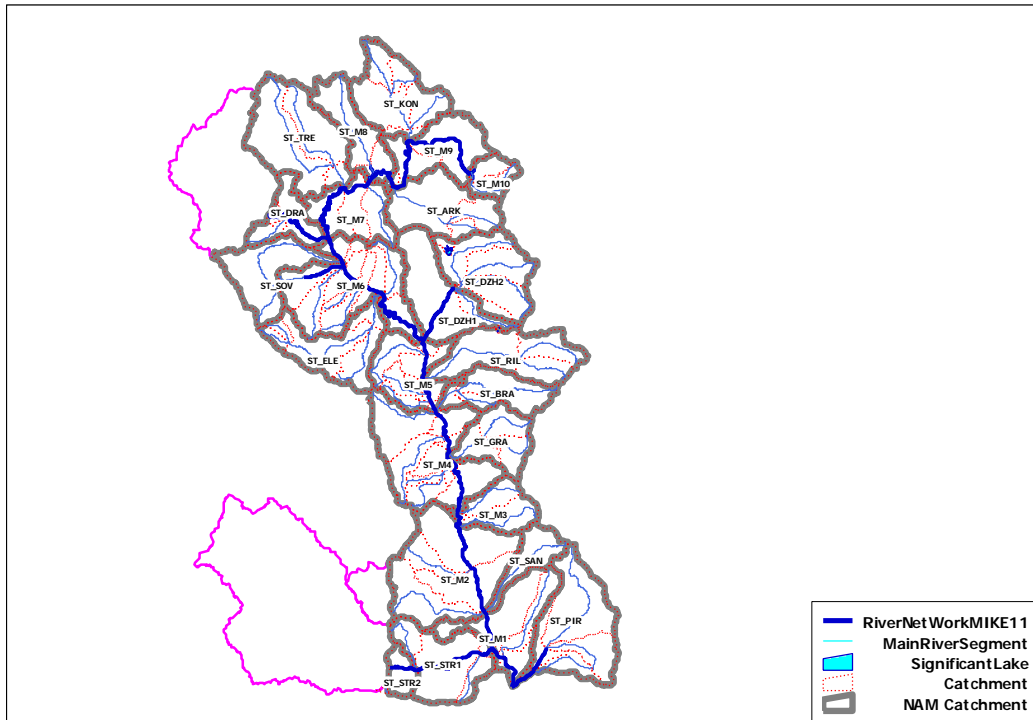 ST_KON
ST_TRE
ST_M8
ST_M9
ST_M10
ST_DRA
ST_M7
ST_ARK
ST_SOV
ST_M6
ST_DZH2
ST_DZH1
ST_ELE
ST_RIL
ST_M5
ST_BRA
ST_GRA
ST_M4
ST_M3
ST_SAN
ST_M2
ST_PIR
ST_M1
ST_STR1
ST_STR2
RiverNetWorkMIKE11
MainRiverSegment
SignificantLake
Catchment
NAM Catchment